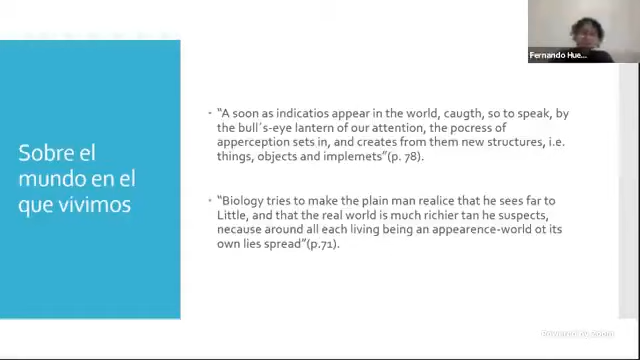 Fernando Hue...
Sobre el
mundo en el
que vivimos
- “A soon as indicatios appear in the world, caugth, so to speak, by
the bull´s-eye lantern of our attention, the pocress of
apperception sets in, and creates from them new structures, i.e.
things, objects and implemets”(p. 78).
- “Biology tries to make the plain man realice that he sees far to
Little, and that the real world is much richier tan he suspects,
necause around all each living being an appearence-world ot its
own lies spread”(p.71).
Powered by Zoom